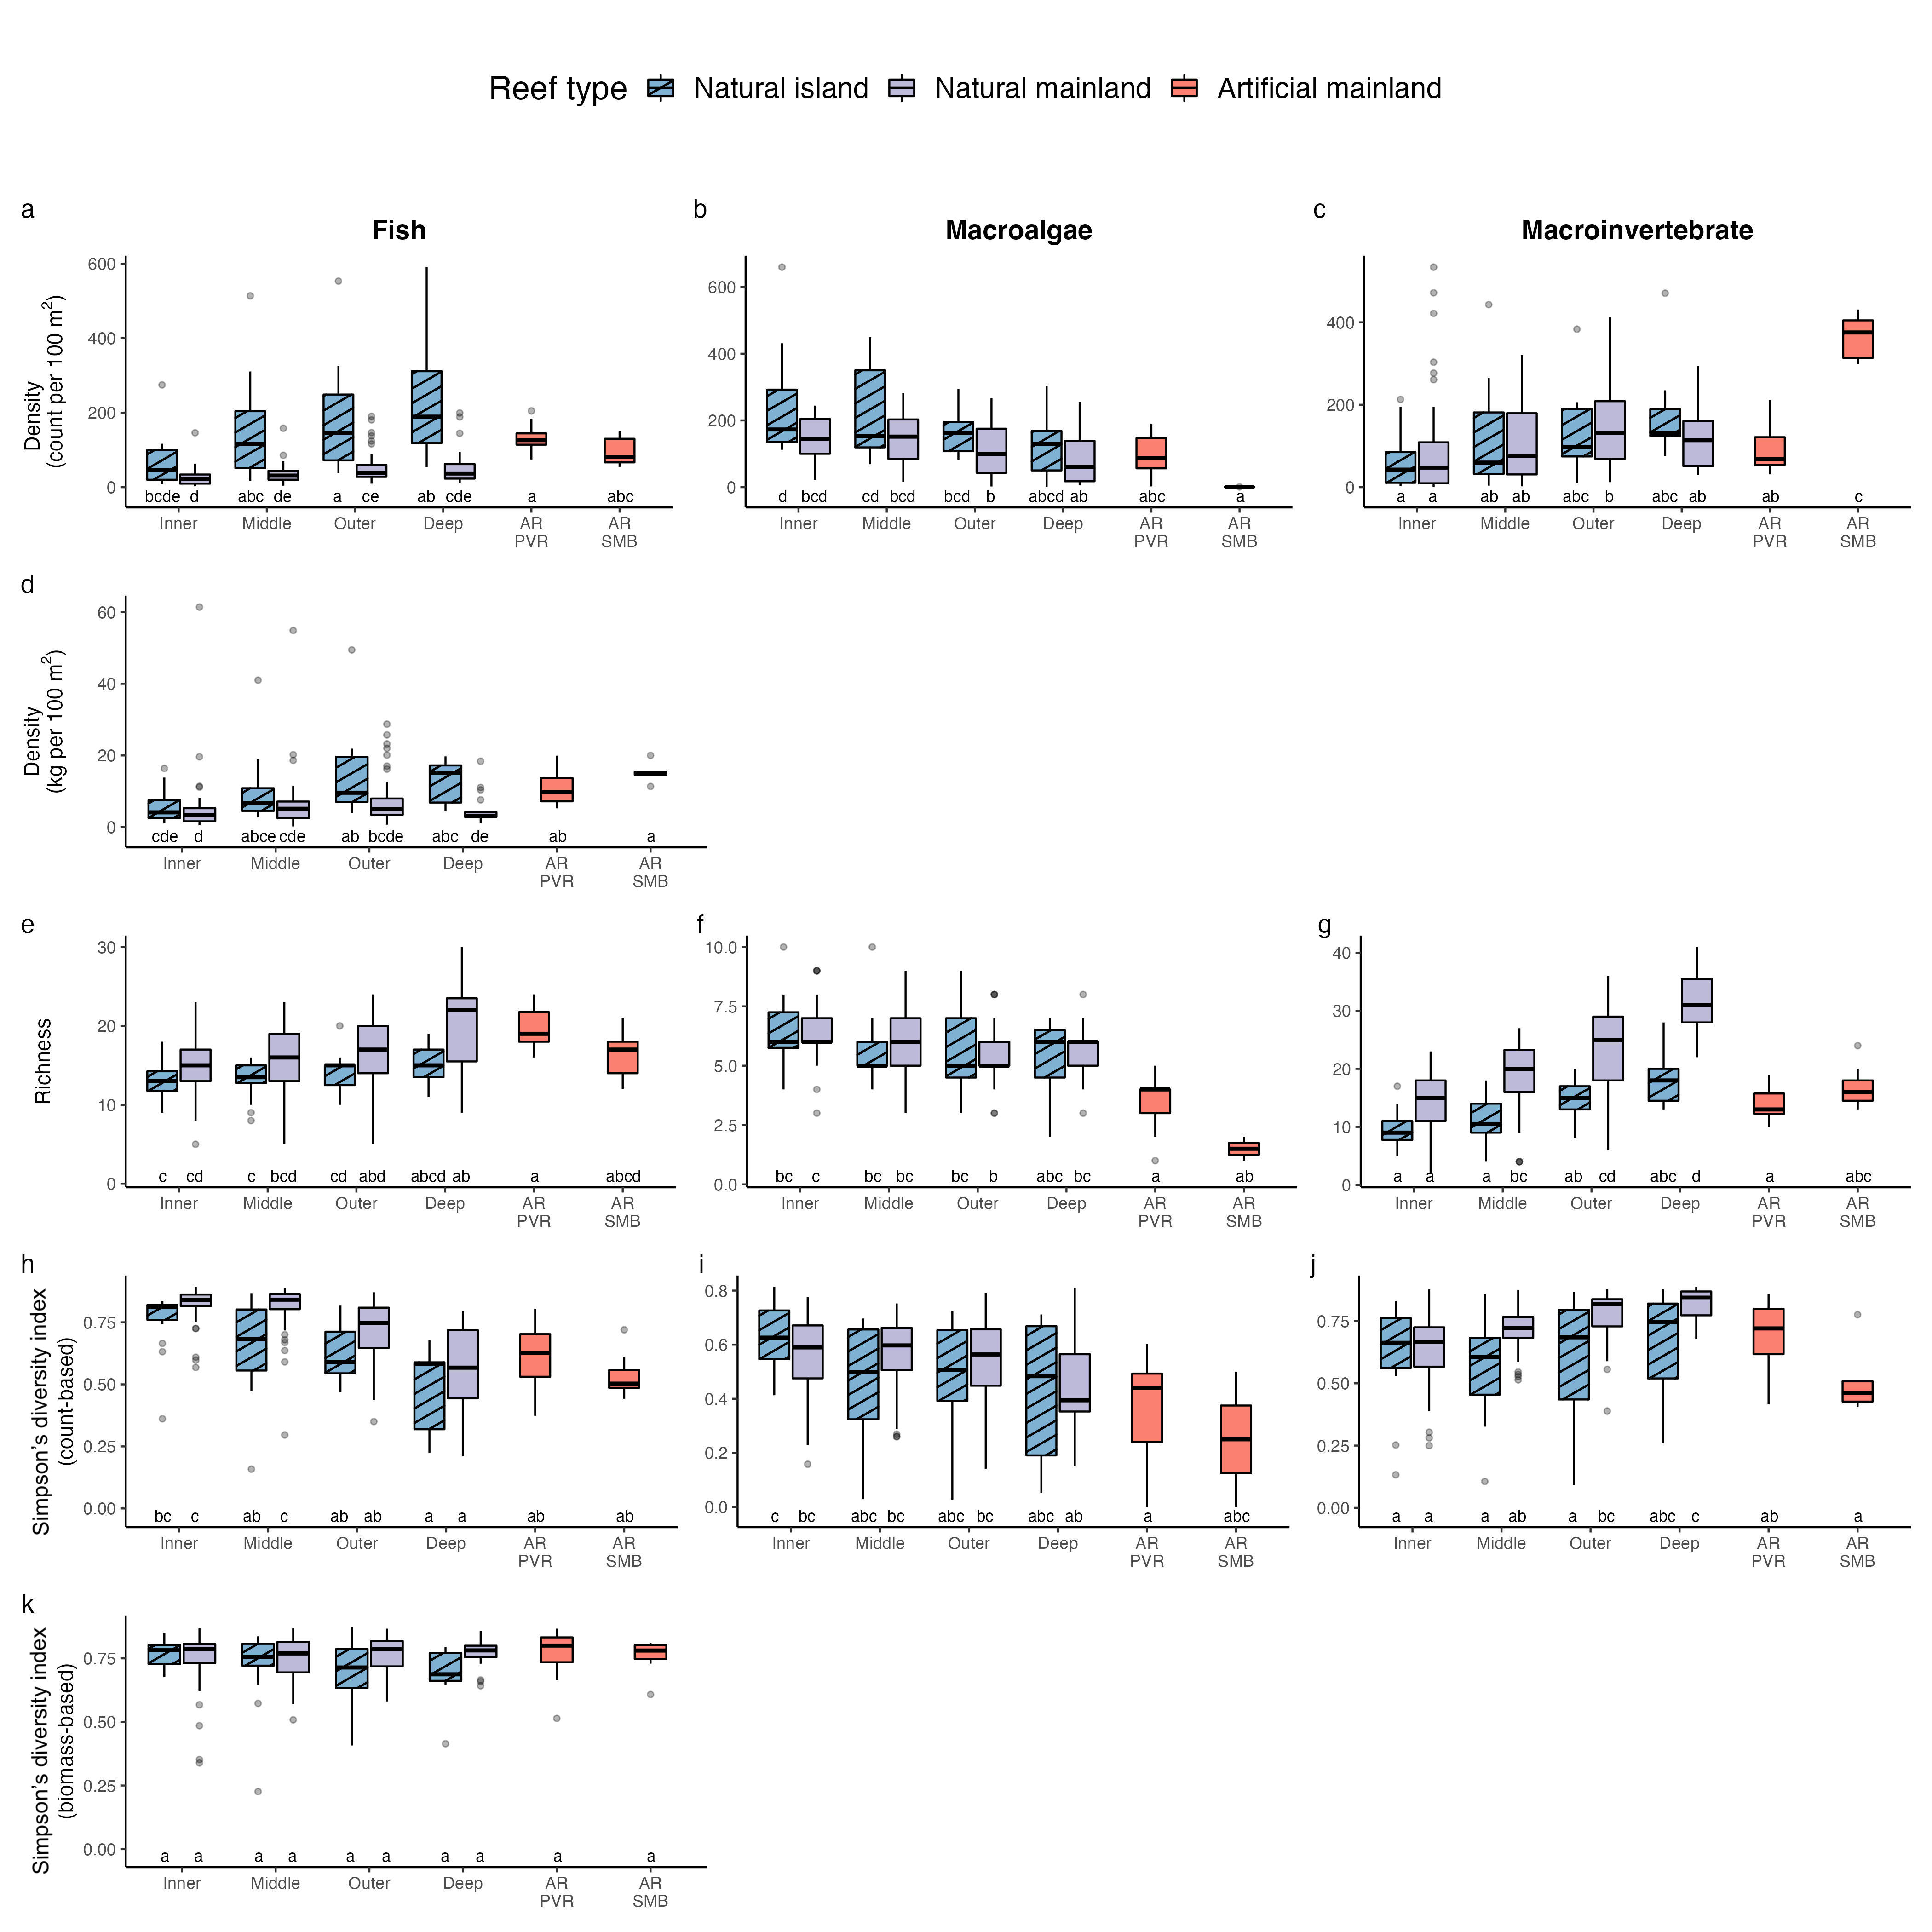 Reef type Natural island Natural mainland Artificial mainland
a b c
Fish Macroalgae Macroinvertebrate
Density
(count per 100 m²)
600
400
200
0
bcde d abc de a ce ab cde a abc
Inner Middle Outer Deep AR PVR AR SMB
600
400
200
0
d bcd cd bcd bcd b abcd ab abc a
Inner Middle Outer Deep AR PVR AR SMB
400
200
0
a a ab ab abc b abc ab ab c
Inner Middle Outer Deep AR PVR AR SMB
d
Density
(kg per 100 m²)
60
40
20
0
cde d abce cde ab bcde abc de ab a
Inner Middle Outer Deep AR PVR AR SMB
e
Richness
30
20
10
0
c cd c bcd cd abd abcd ab a abcd
Inner Middle Outer Deep AR PVR AR SMB
f
10.0
7.5
5.0
2.5
0.0
bc c bc bc bc b abc bc a ab
Inner Middle Outer Deep AR PVR AR SMB
g
40
30
20
10
0
a a a bc ab cd abc d a abc
Inner Middle Outer Deep AR PVR AR SMB
h
Simpson's diversity index
(count-based)
0.75
0.50
0.25
0.00
bc c ab c ab ab a a ab ab
Inner Middle Outer Deep AR PVR AR SMB
i
0.8
0.6
0.4
0.2
0.0
c bc abc bc abc bc abc ab a abc
Inner Middle Outer Deep AR PVR AR SMB
j
0.75
0.50
0.25
0.00
a a a ab a bc abc c ab a
Inner Middle Outer Deep AR PVR AR SMB
k
Simpson's diversity index
(biomass-based)
0.75
0.50
0.25
0.00
a a a a a a a a a a
Inner Middle Outer Deep AR PVR AR SMB